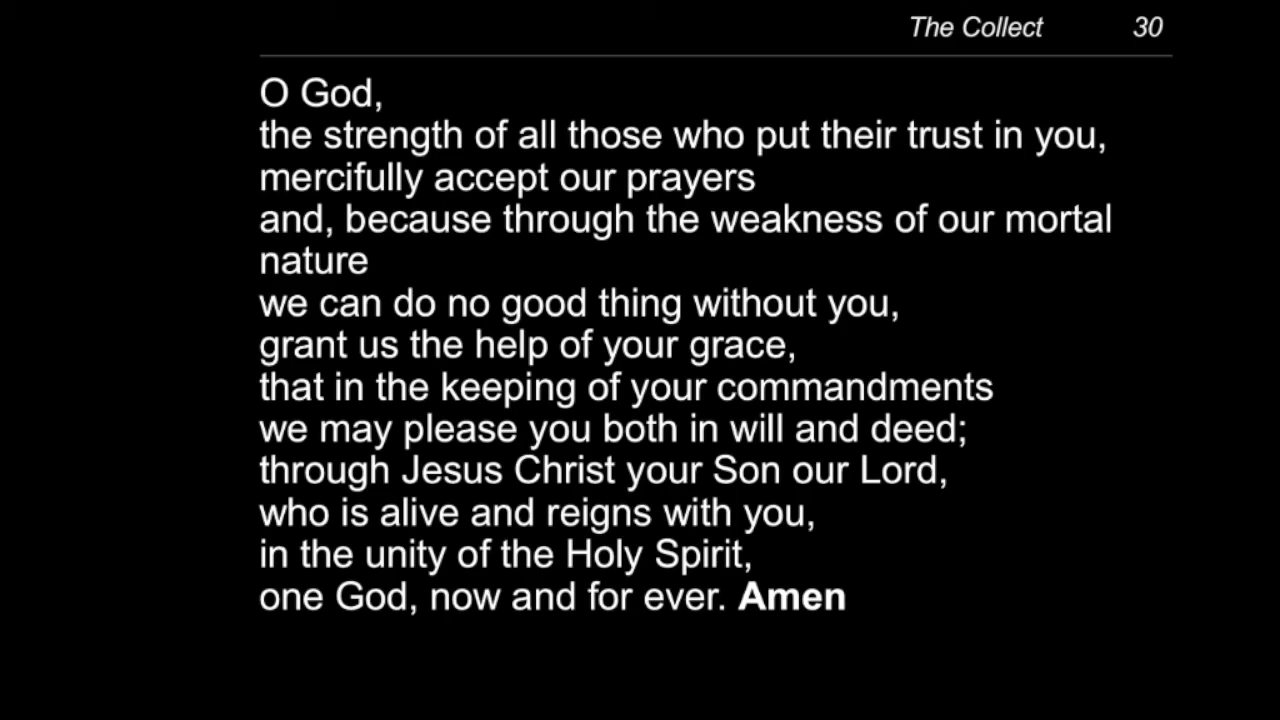 The Collect 30
O God,
the strength of all those who put their trust in you,
mercifully accept our prayers
and, because through the weakness of our mortal
nature
we can do no good thing without you,
grant us the help of your grace,
that in the keeping of your commandments
we may please you both in will and deed;
through Jesus Christ your Son our Lord,
who is alive and reigns with you,
in the unity of the Holy Spirit,
one God, now and for ever. Amen